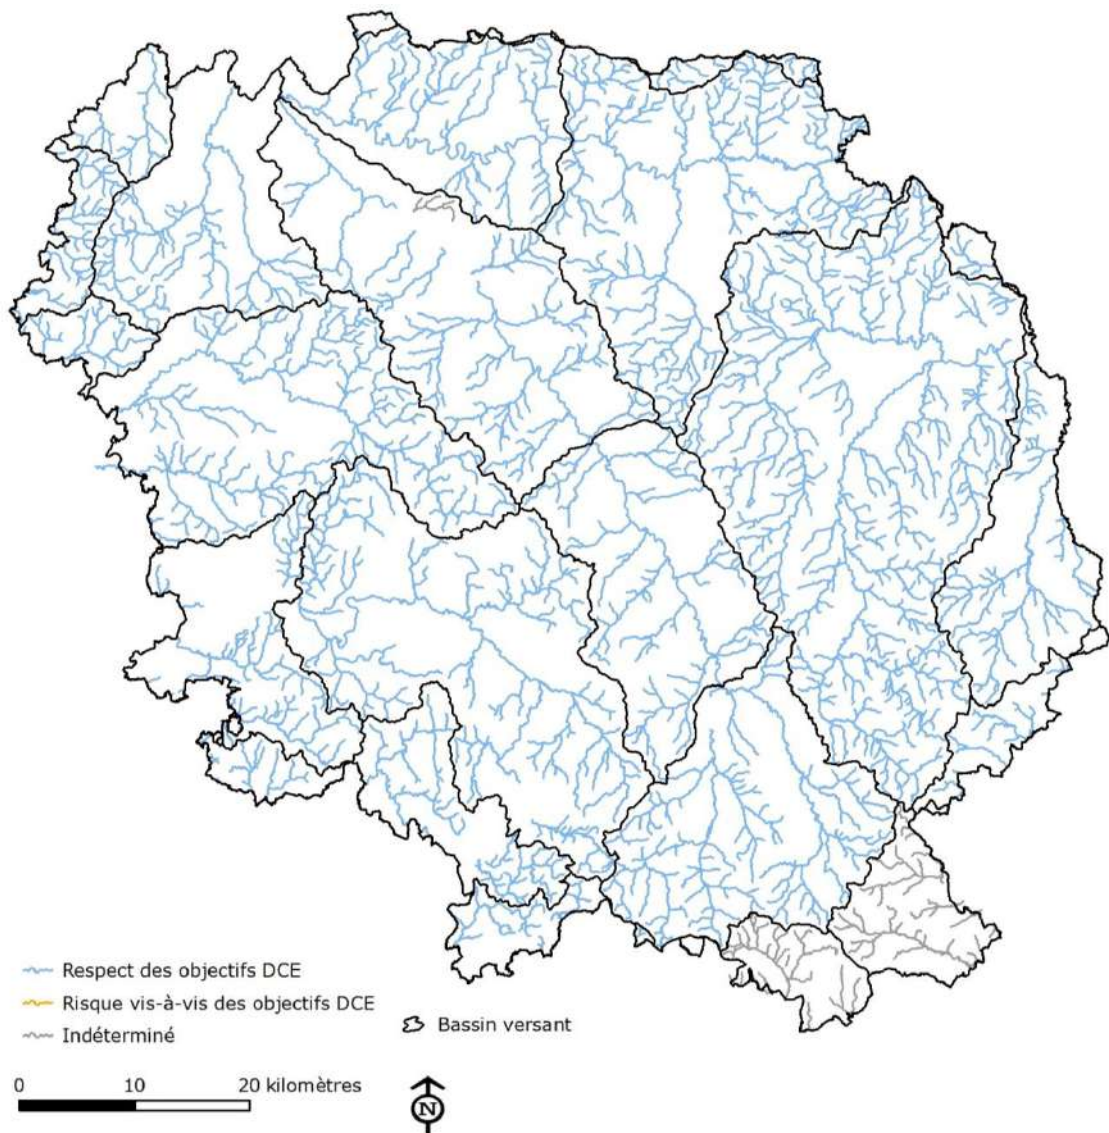 Respect des objectifs DCE
Risque vis-à-vis des objectifs DCE
Indéterminé
Bassin versant
0 10 20 kilomètres
N